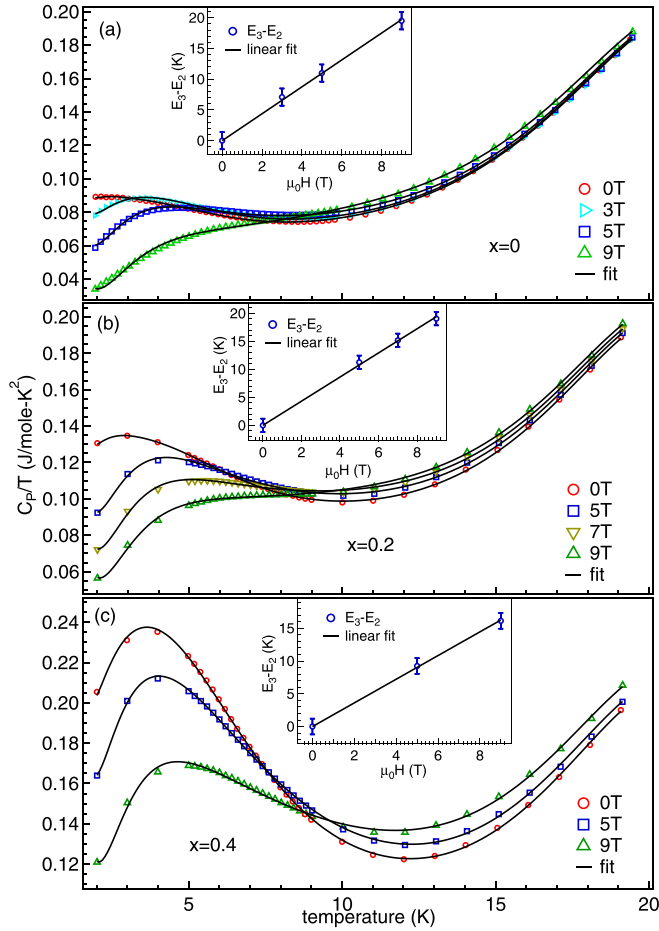 (a)
0.20
0.18
0.16
0.14
0.12
0.10
0.08
0.06
0.04
E₃-E₂ (K)
20
15
10
5
0
E₃-E₂
linear fit
0 2 4 6 8
μ₀H (T)
0T
3T
5T
9T
fit
x=0
(b)
0.20
0.18
0.16
0.14
0.12
0.10
0.08
0.06
E₃-E₂ (K)
20
15
10
5
0
E₃-E₂
linear fit
0 2 4 6 8
μ₀H (T)
0T
5T
7T
9T
fit
x=0.2
C_P/T (J/mole-K²)
(c)
0.24
0.22
0.20
0.18
0.16
0.14
0.12
E₃-E₂ (K)
15
10
5
0
E₃-E₂
linear fit
0 2 4 6 8
μ₀H (T)
0T
5T
9T
fit
x=0.4
5 10 15 20
temperature (K)